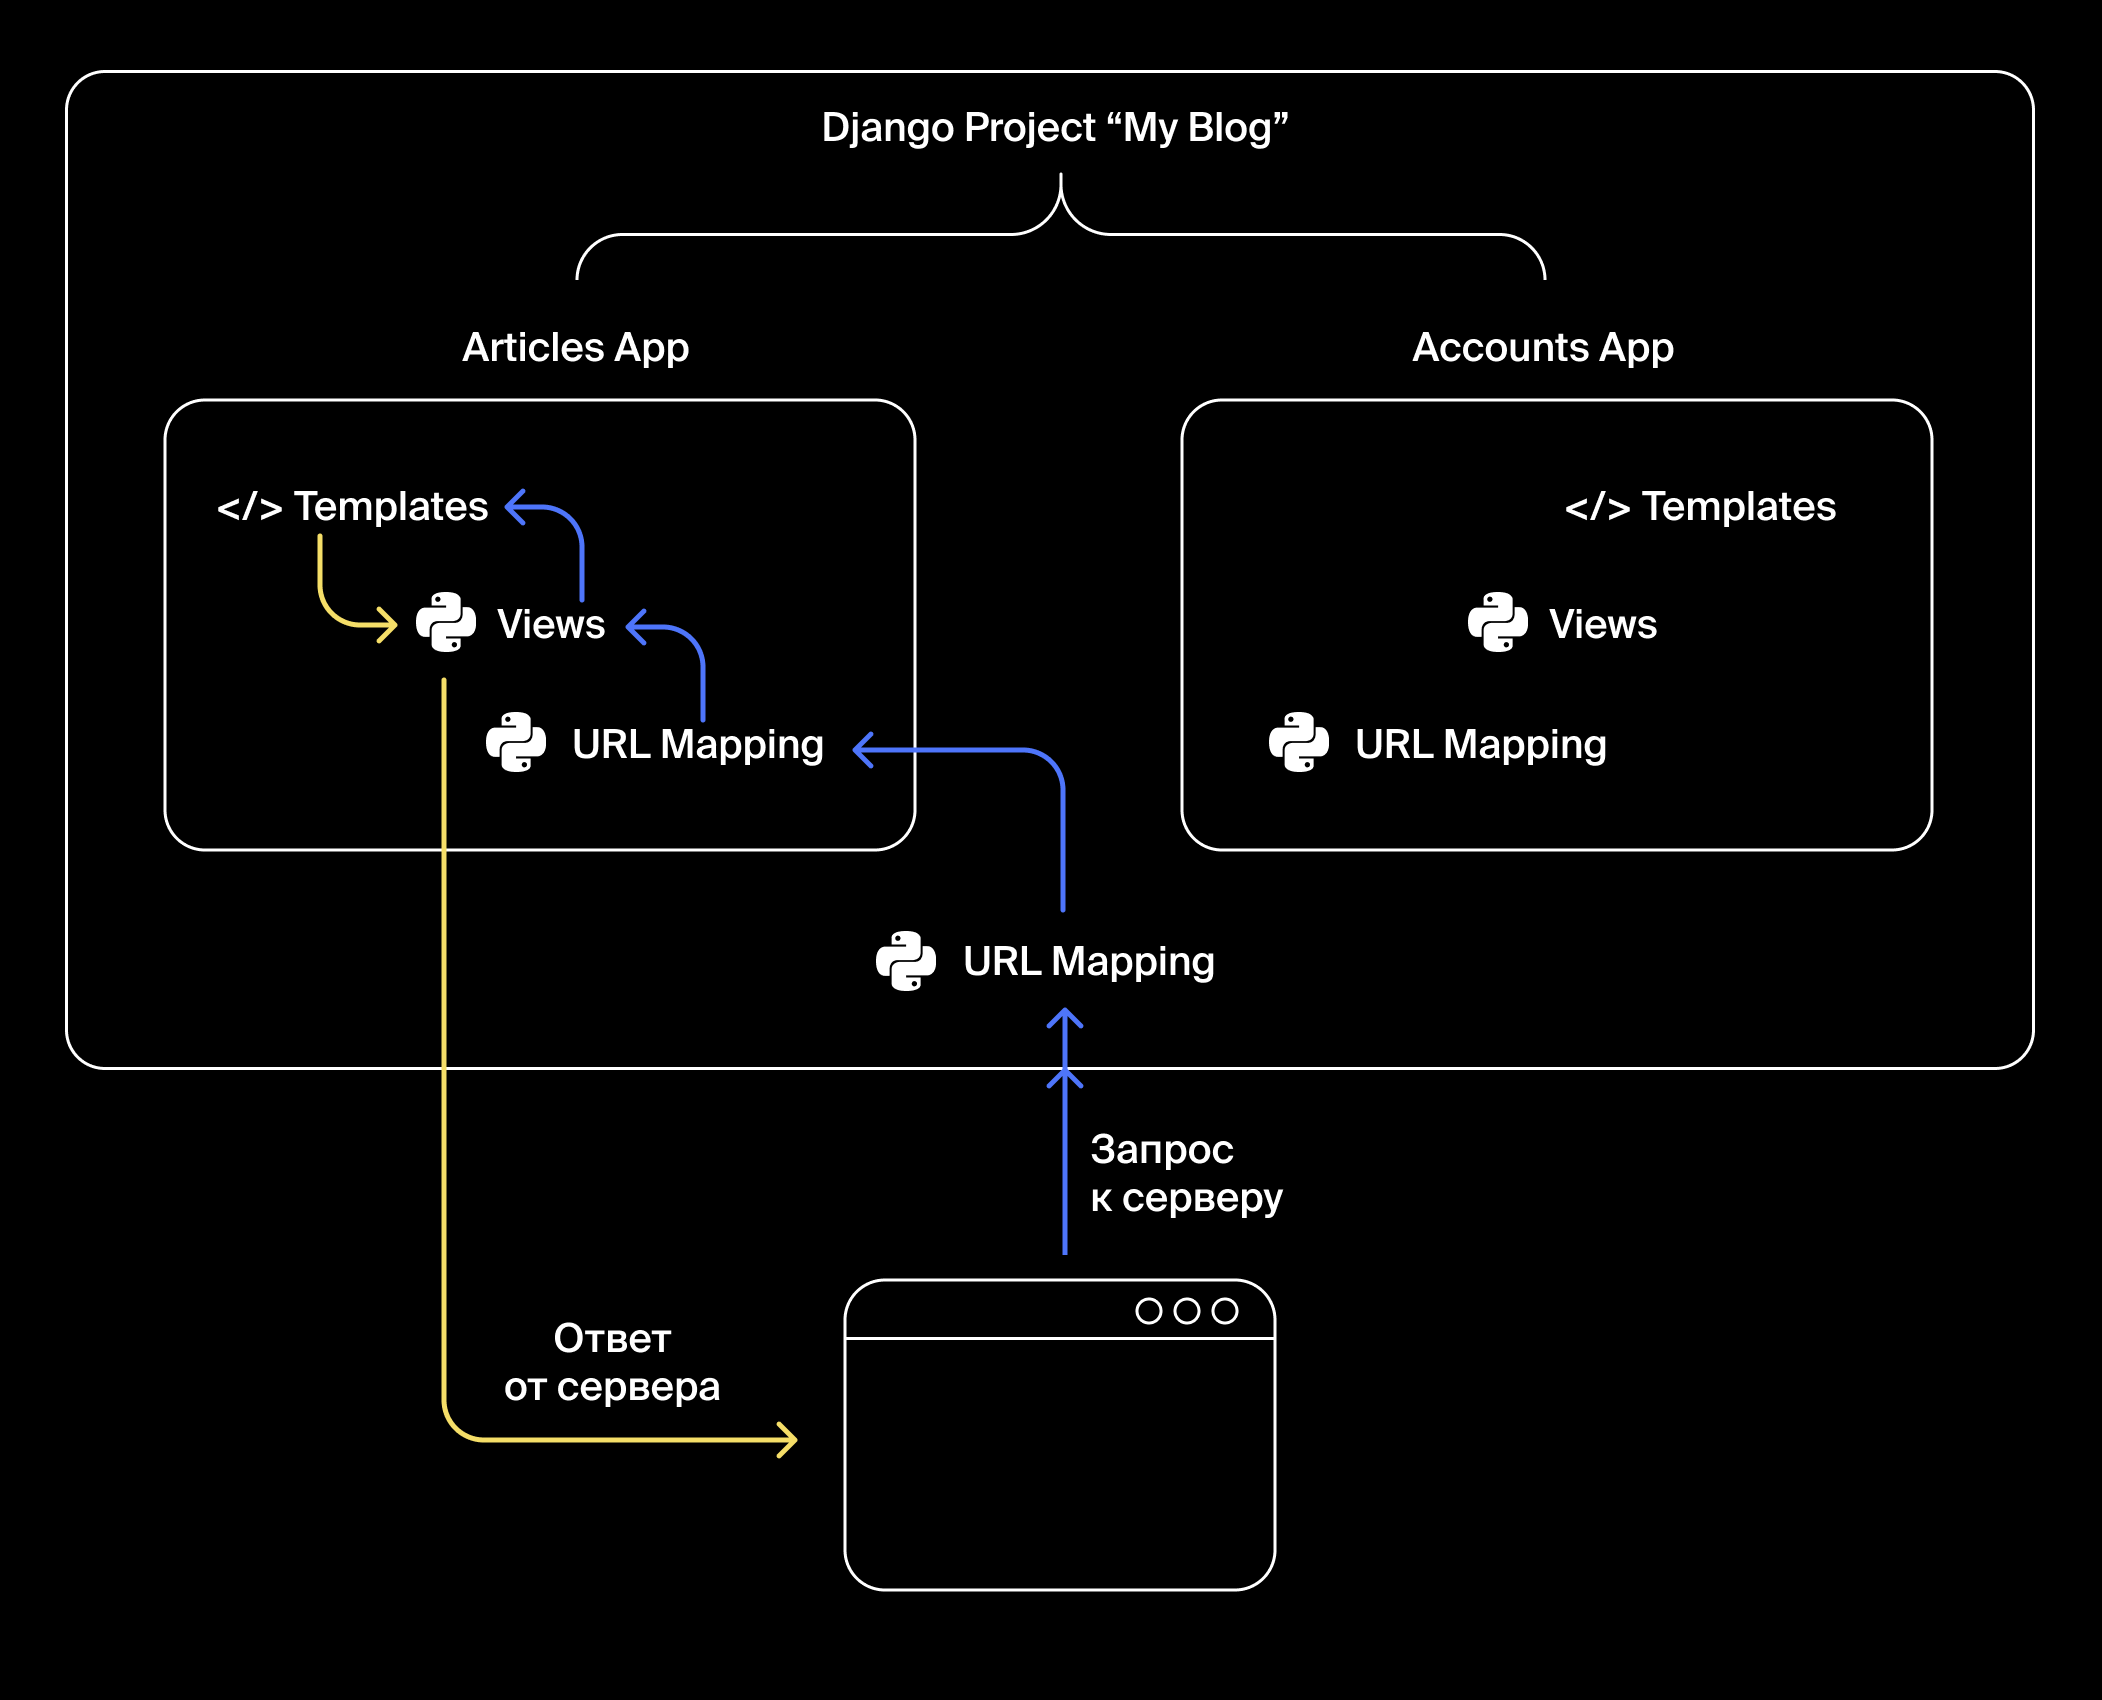 Django Project “My Blog”
Articles App
</> Templates
Views
URL Mapping
Accounts App
</> Templates
Views
URL Mapping
URL Mapping
Запрос
к серверу
Ответ
от сервера